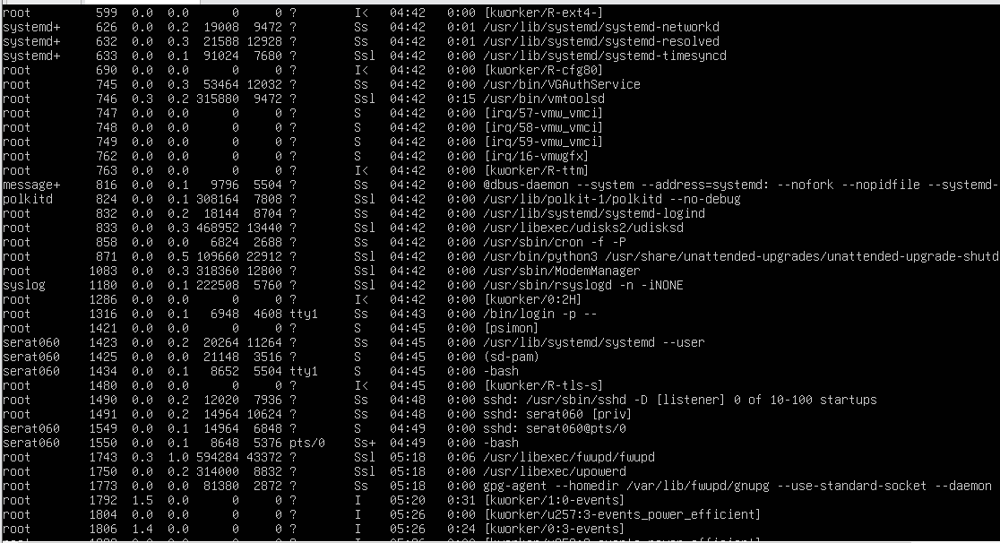 root 599 0.0 0.0 0 0 ? I< 04:42 0:00 [kworker/R-ext4-]
systemd+ 626 0.0 0.2 19008 9472 ? Ss 04:42 0:01 /usr/lib/systemd/systemd-networkd
systemd+ 632 0.0 0.3 21588 12928 ? Ss 04:42 0:01 /usr/lib/systemd/systemd-resolved
systemd+ 633 0.0 0.1 91024 7680 ? Ssl 04:42 0:00 /usr/lib/systemd/systemd-timesyncd
root 690 0.0 0.0 0 0 ? I< 04:42 0:00 [kworker/R-cfg80]
root 745 0.0 0.3 53464 12032 ? Ss 04:42 0:00 /usr/bin/VGAuthService
root 746 0.3 0.2 315880 9472 ? Ssl 04:42 0:15 /usr/bin/vmtoolsd
root 747 0.0 0.0 0 0 ? S 04:42 0:00 [irq/57-vmw_vmci]
root 748 0.0 0.0 0 0 ? S 04:42 0:00 [irq/58-vmw_vmci]
root 749 0.0 0.0 0 0 ? S 04:42 0:00 [irq/59-vmw_vmci]
root 762 0.0 0.0 0 0 ? S 04:42 0:00 [irq/16-vmwgfx]
root 763 0.0 0.0 0 0 ? I< 04:42 0:00 [kworker/R-ttm]
message+ 816 0.0 0.1 9796 5504 ? Ss 04:42 0:00 @dbus-daemon --system --address=systemd: --nofork --nopidfile --systemd-
polkitd 824 0.0 0.1 308164 7808 ? Ssl 04:42 0:00 /usr/lib/polkit-1/polkitd --no-debug
root 832 0.0 0.2 18144 8704 ? Ss 04:42 0:00 /usr/lib/systemd/systemd-logind
root 833 0.0 0.3 468952 13440 ? Ssl 04:42 0:00 /usr/libexec/udisks2/udisksd
root 858 0.0 0.0 6824 2688 ? Ss 04:42 0:00 /usr/sbin/cron -f -P
root 871 0.0 0.5 109660 22912 ? Ssl 04:42 0:00 /usr/bin/python3 /usr/share/unattended-upgrades/unattended-upgrade-shutd
root 1083 0.0 0.3 318360 12800 ? Ssl 04:42 0:00 /usr/sbin/ModemManager
syslog 1180 0.0 0.1 222508 5760 ? Ssl 04:42 0:00 /usr/sbin/rsyslogd -n -iNONE
root 1286 0.0 0.0 0 0 ? I< 04:42 0:00 [kworker/0:2H]
root 1316 0.0 0.1 6948 4608 tty1 Ss 04:43 0:00 /bin/login -p --
root 1421 0.0 0.0 0 0 ? S 04:45 0:00 [psimon]
serat060 1423 0.0 0.2 20264 11264 ? Ss 04:45 0:00 /usr/lib/systemd/systemd --user
serat060 1425 0.0 0.0 21148 3516 ? S 04:45 0:00 (sd-pam)
serat060 1434 0.0 0.1 8652 5504 tty1 S 04:45 0:00 -bash
root 1480 0.0 0.0 0 0 ? I< 04:45 0:00 [kworker/R-tls-s]
root 1490 0.0 0.2 12020 7936 ? Ss 04:48 0:00 sshd: /usr/sbin/sshd -D [listener] 0 of 10-100 startups
root 1491 0.0 0.2 14964 10624 ? Ss 04:48 0:00 sshd: serat060 [priv]
serat060 1549 0.0 0.1 14964 6848 ? S 04:49 0:00 sshd: serat060@pts/0
serat060 1550 0.0 0.1 8648 5376 pts/0 Ss+ 04:49 0:00 -bash
root 1743 0.3 1.0 594284 43372 ? Ssl 05:18 0:06 /usr/libexec/fwupd/fwupd
root 1750 0.0 0.2 314000 8832 ? Ssl 05:18 0:00 /usr/libexec/upowerd
root 1773 0.0 0.0 81380 2872 ? Ss 05:18 0:00 gpg-agent --homedir /var/lib/fwupd/gnupg --use-standard-socket --daemon
root 1792 1.5 0.0 0 0 ? I 05:20 0:31 [kworker/1:0-events]
root 1804 0.0 0.0 0 0 ? I 05:26 0:00 [kworker/u257:3-events_power_efficient]
root 1806 1.4 0.0 0 0 ? I 05:26 0:24 [kworker/0:3-events]